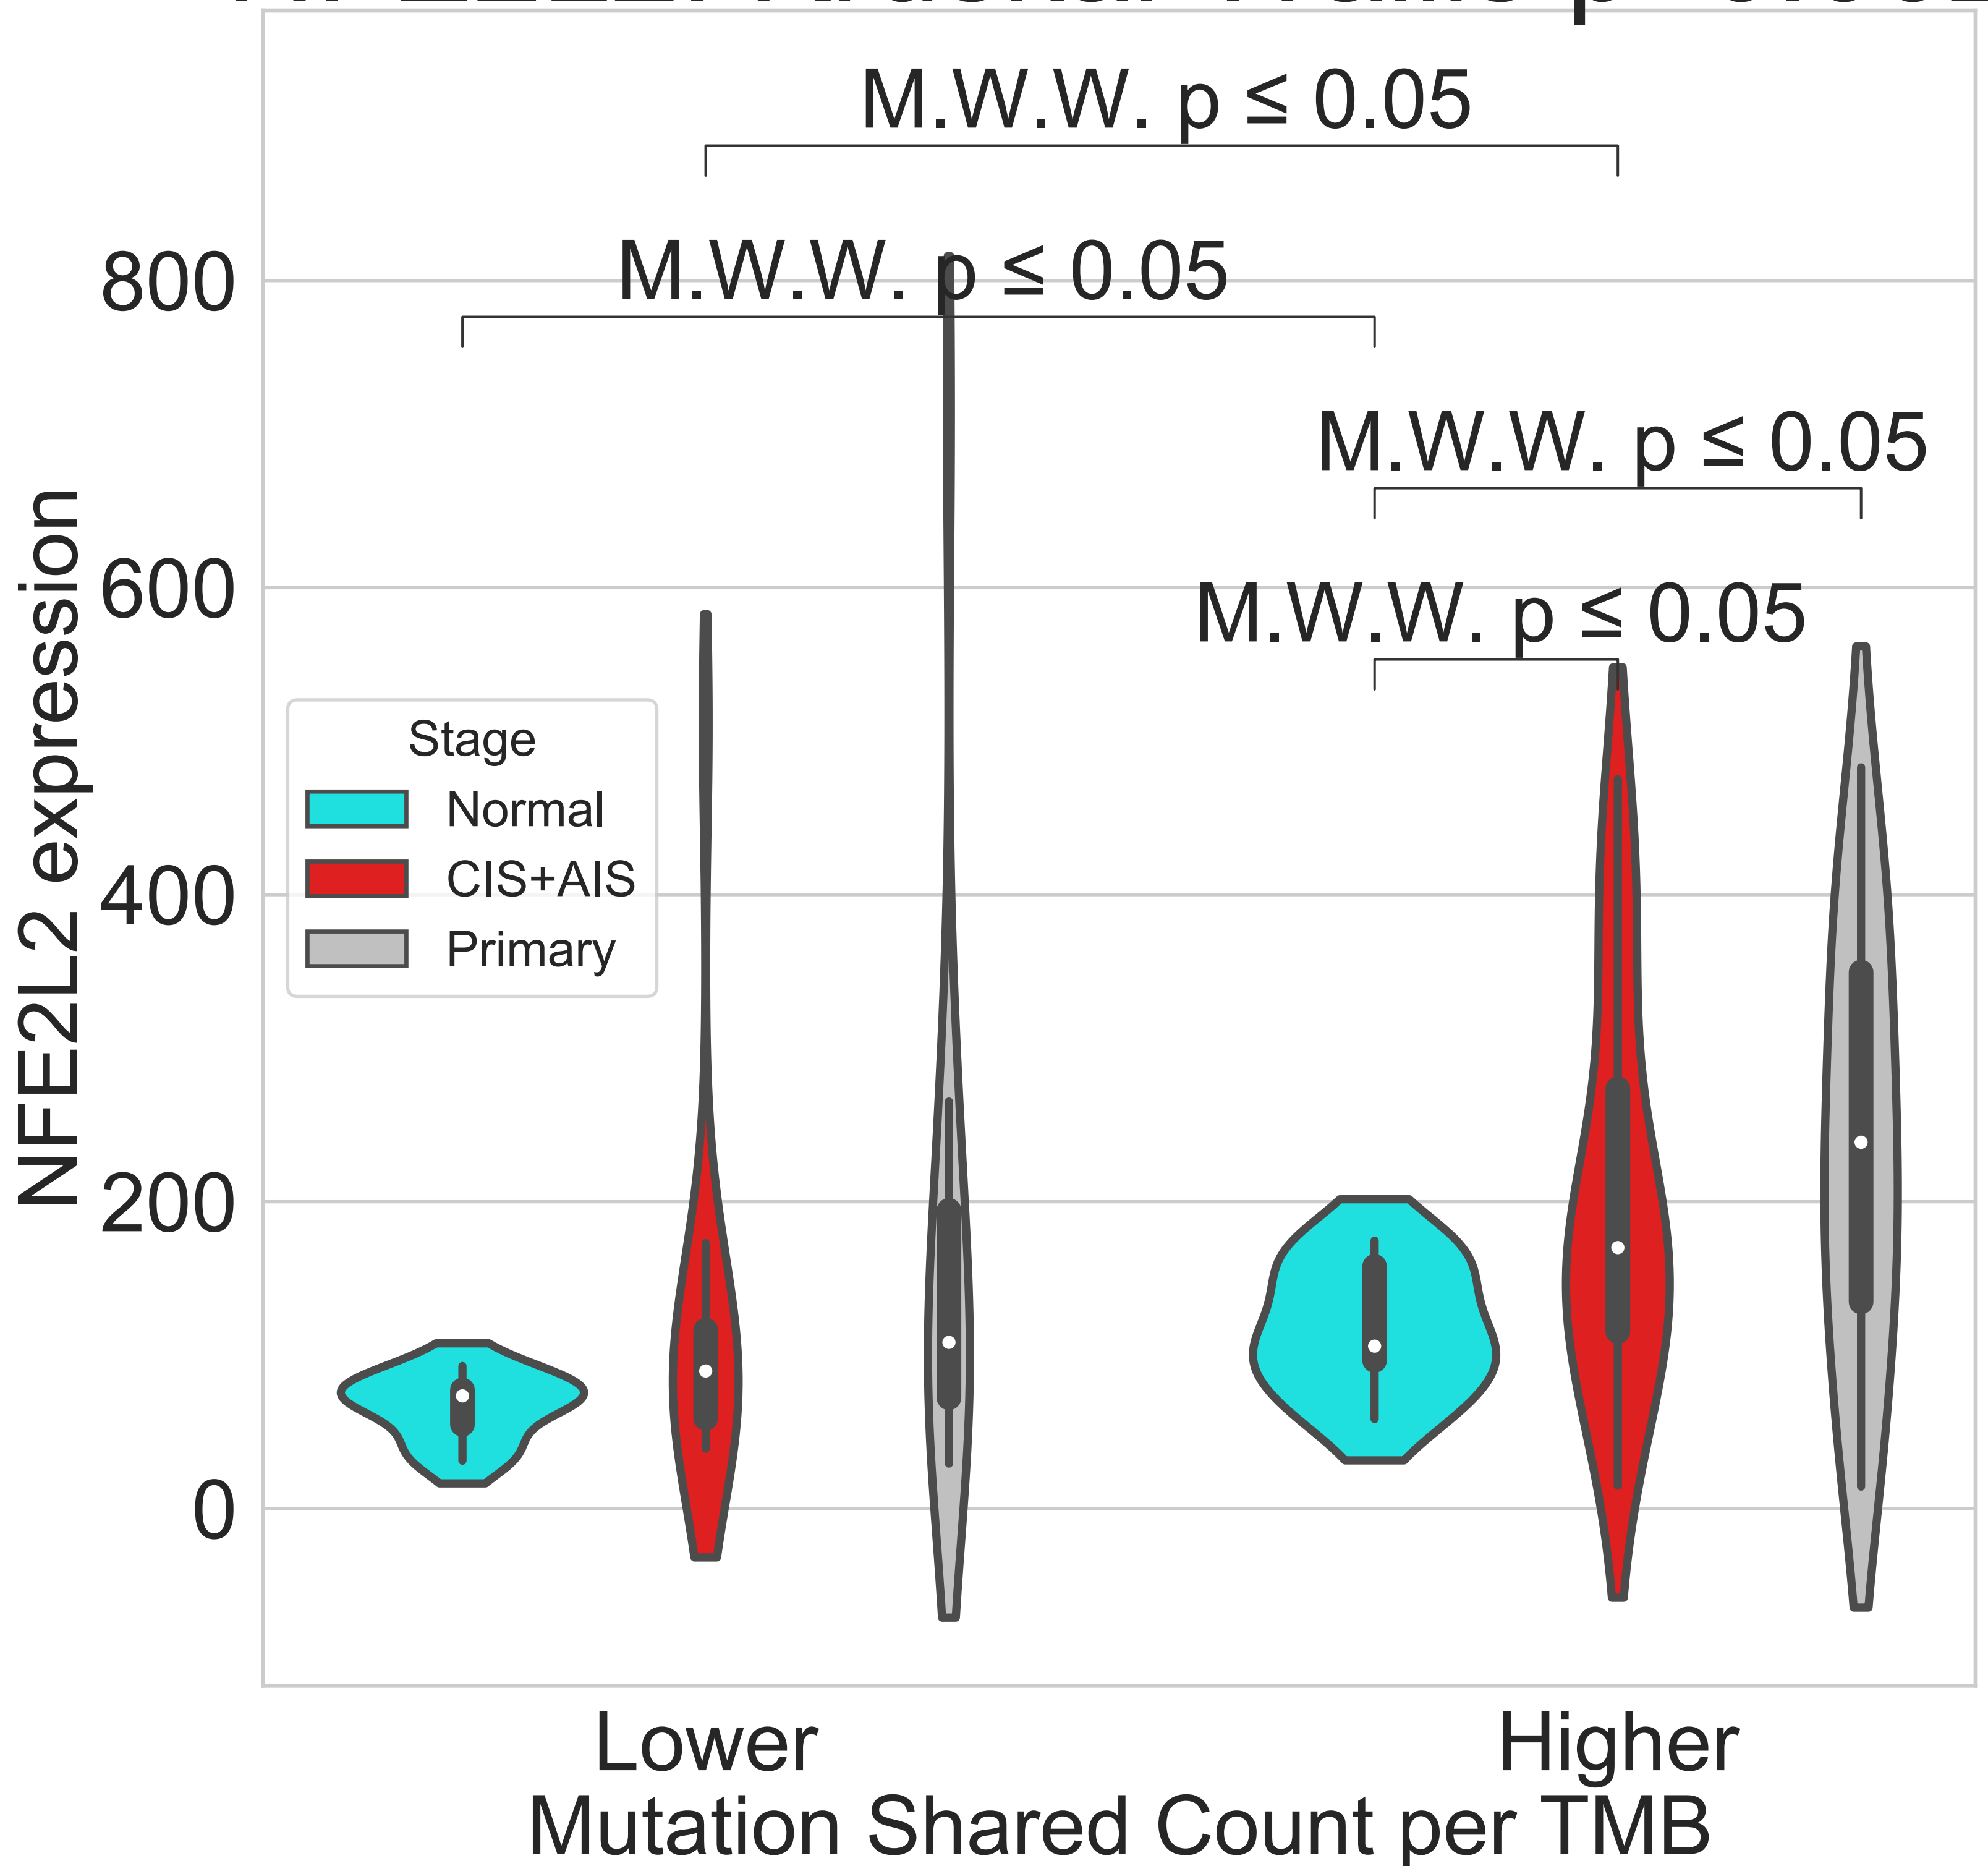 M.W.W. p ≤ 0.05
M.W.W. p ≤ 0.05
M.W.W. p ≤ 0.05
M.W.W. p ≤ 0.05
800
600
400
200
0
NFE2L2 expression
Stage
Normal
CIS+AIS
Primary
Lower
Higher
Mutation Shared Count per TMB